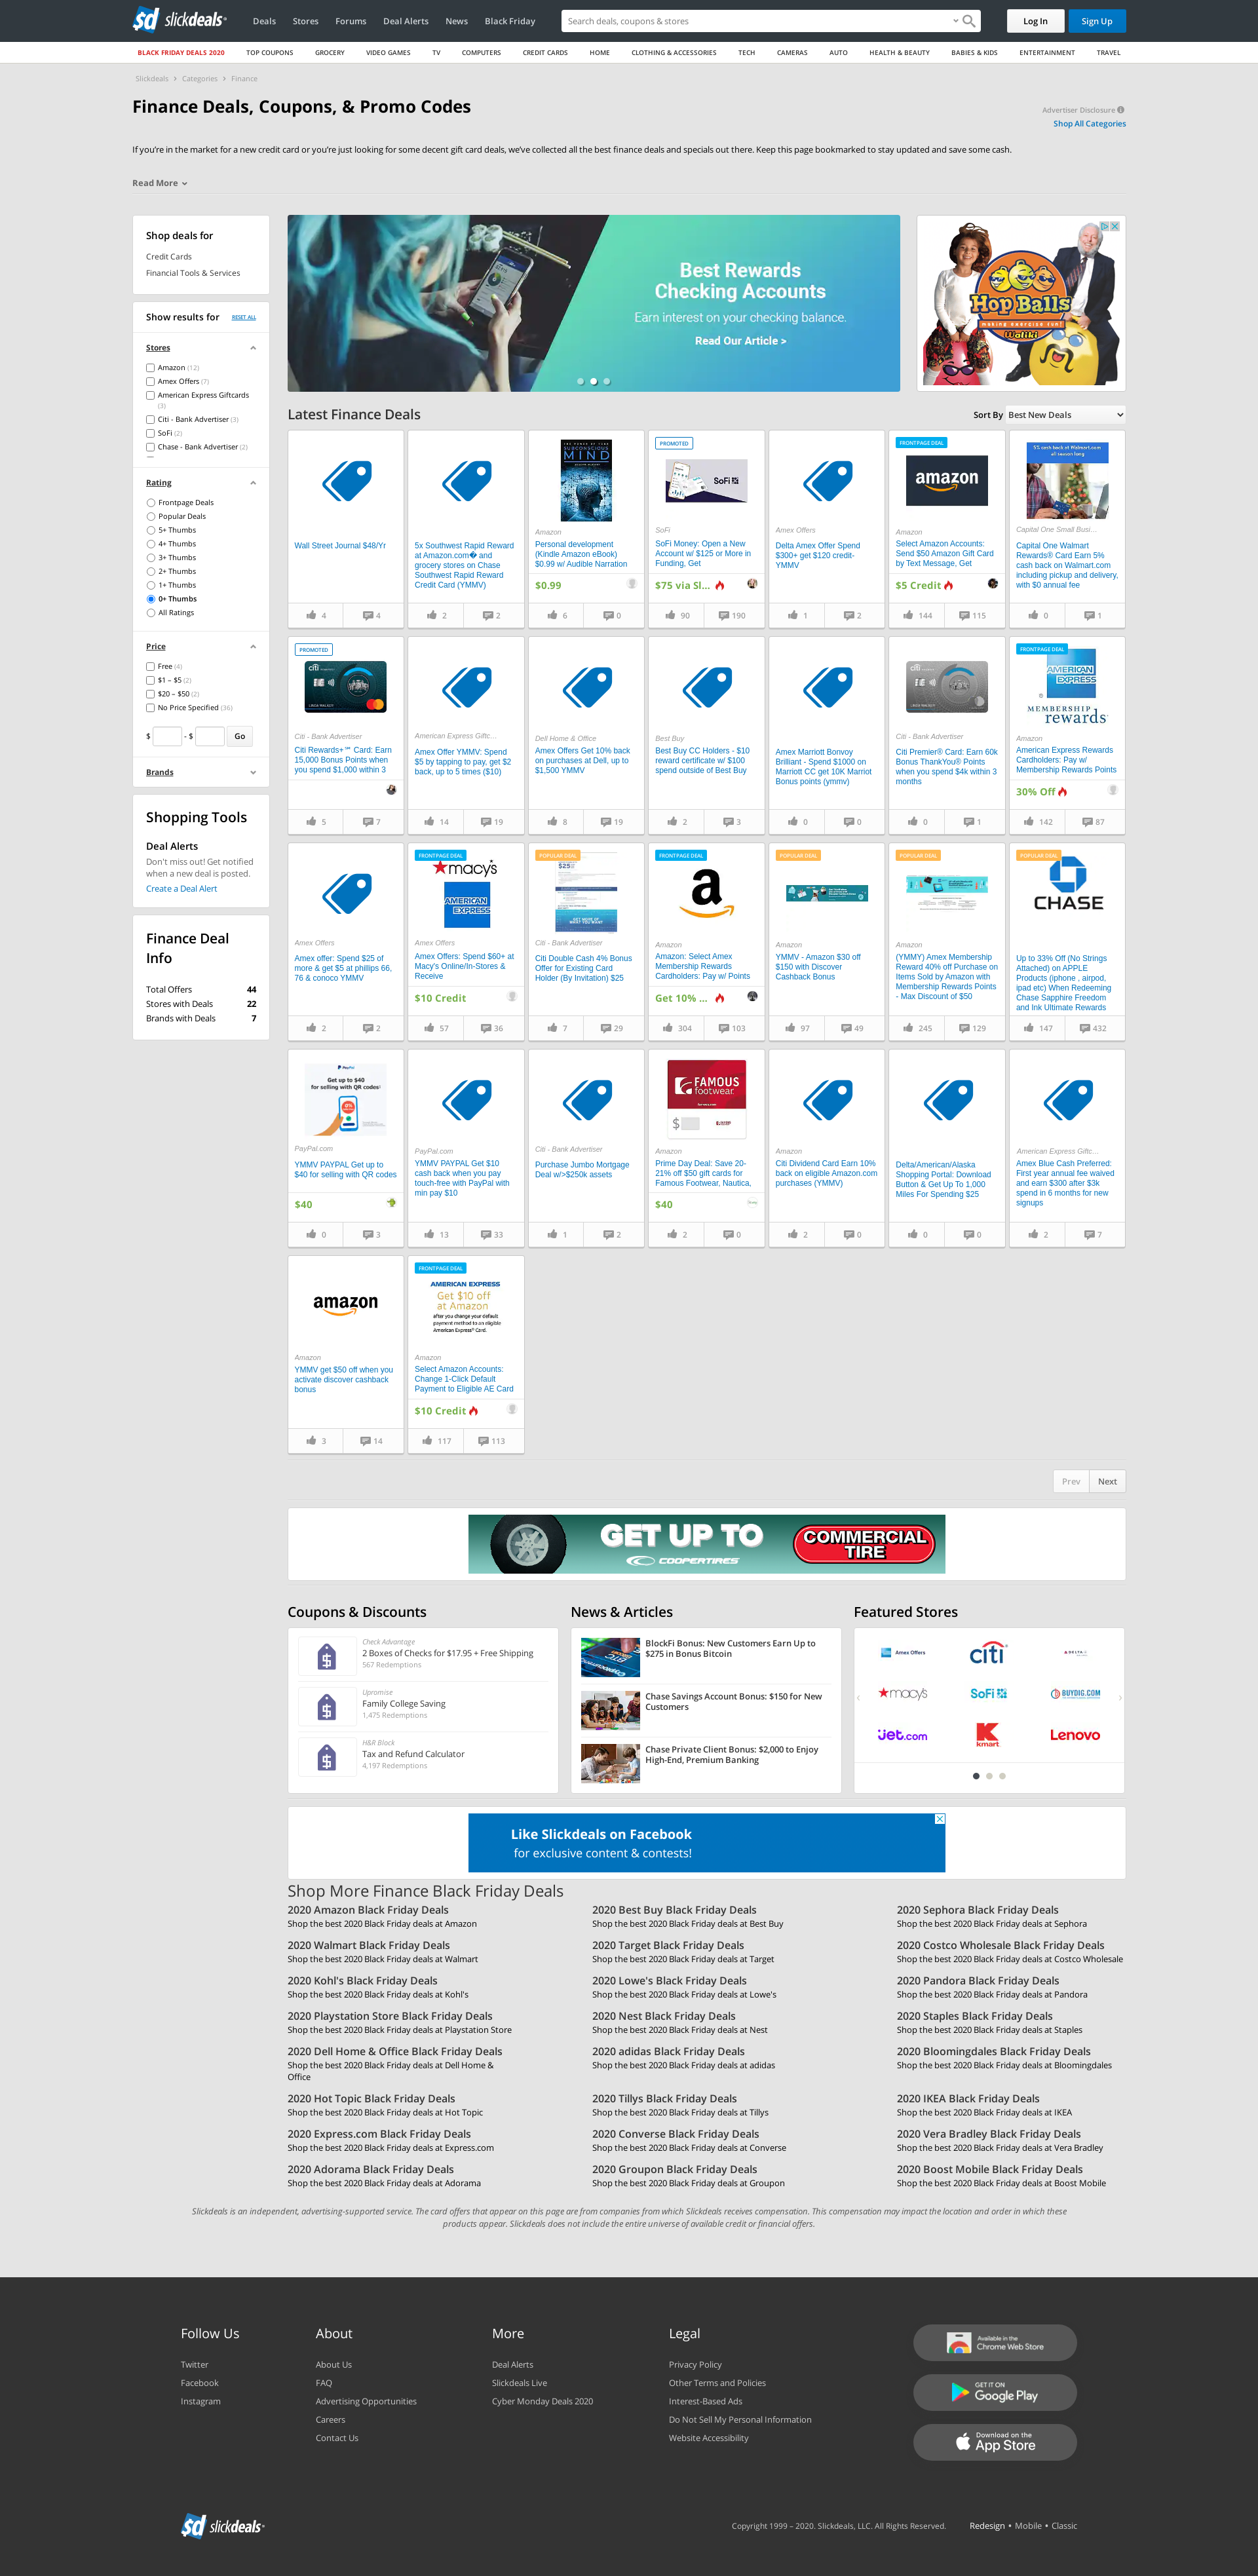 slickdeals
Deals Stores Forums Deal Alerts News Black Friday
Search deals, coupons & stores
Log In
Sign Up
BLACK FRIDAY DEALS 2020 TOP COUPONS GROCERY VIDEO GAMES TV COMPUTERS CREDIT CARDS HOME CLOTHING & ACCESSORIES TECH CAMERAS AUTO HEALTH & BEAUTY BABIES & KIDS ENTERTAINMENT TRAVEL
Slickdeals > Categories > Finance
Finance Deals, Coupons, & Promo Codes
Advertiser Disclosure
Shop All Categories
If you're in the market for a new credit card or you're just looking for some decent gift card deals, we've collected all the best finance deals and specials out there. Keep this page bookmarked to stay updated and save some cash.
Read More
Shop deals for
Credit Cards
Financial Tools & Services
Show results for RESET ALL
Stores
Amazon (12)
Amex Offers (7)
American Express Giftcards
(3)
Citi - Bank Advertiser (3)
SoFi (2)
Chase - Bank Advertiser (2)
Rating
Frontpage Deals
Popular Deals
5+ Thumbs
4+ Thumbs
3+ Thumbs
2+ Thumbs
1+ Thumbs
0+ Thumbs
All Ratings
Price
Free (4)
$1 – $5 (2)
$20 – $50 (2)
No Price Specified (36)
$ - $ Go
Brands
Shopping Tools
Deal Alerts
Don't miss out! Get notified
when a new deal is posted.
Create a Deal Alert
Finance Deal
Info
Total Offers 44
Stores with Deals 22
Brands with Deals 7
Best Rewards
Checking Accounts
Earn interest on your checking balance.
Read Our Article >
Hop Balls
making exercise fun!
Waliki
Latest Finance Deals
Sort By Best New Deals
Wall Street Journal $48/Yr
4 4
5x Southwest Rapid Reward
at Amazon.com� and
grocery stores on Chase
Southwest Rapid Reward
Credit Card (YMMV)
2 2
SUBCONSCIOUS
MIND
Amazon
Personal development
(Kindle Amazon eBook)
$0.99 w/ Audible Narration
$0.99
6 0
PROMOTED
SoFi
SoFi
SoFi Money: Open a New
Account w/ $125 or More in
Funding, Get
$75 via Sl...
90 190
Amex Offers
Delta Amex Offer Spend
$300+ get $120 credit-
YMMV
1 2
FRONTPAGE DEAL
amazon
Amazon
Select Amazon Accounts:
Send $50 Amazon Gift Card
by Text Message, Get
$5 Credit
144 115
5% cash back at Walmart.com
all season long
Capital One Small Busi...
Capital One Walmart
Rewards® Card Earn 5%
cash back on Walmart.com
including pickup and delivery,
with $0 annual fee
0 1
PROMOTED
citi
Citi - Bank Advertiser
Citi Rewards+℠ Card: Earn
15,000 Bonus Points when
you spend $1,000 within 3
5 7
American Express Giftc...
Amex Offer YMMV: Spend
$5 by tapping to pay, get $2
back, up to 5 times ($10)
14 19
Dell Home & Office
Amex Offers Get 10% back
on purchases at Dell, up to
$1,500 YMMV
8 19
Best Buy
Best Buy CC Holders - $10
reward certificate w/ $100
spend outside of Best Buy
2 3
Amex Marriott Bonvoy
Brilliant - Spend $1000 on
Marriott CC get 10K Marriot
Bonus points (ymmv)
0 0
citi
Citi - Bank Advertiser
Citi Premier® Card: Earn 60k
Bonus ThankYou® Points
when you spend $4k within 3
months
0 1
FRONTPAGE DEAL
AMERICAN EXPRESS
MEMBERSHIP
rewards
Amazon
American Express Rewards
Cardholders: Pay w/
Membership Rewards Points
30% Off
142 87
Amex Offers
Amex offer: Spend $25 of
more & get $5 at phillips 66,
76 & conoco YMMV
2 2
FRONTPAGE DEAL
macy's
AMERICAN EXPRESS
Amex Offers
Amex Offers: Spend $60+ at
Macy's Online/In-Stores &
Receive
$10 Credit
57 36
POPULAR DEAL
Citi - Bank Advertiser
Citi Double Cash 4% Bonus
Offer for Existing Card
Holder (By Invitation) $25
7 29
FRONTPAGE DEAL
a
Amazon
Amazon: Select Amex
Membership Rewards
Cardholders: Pay w/ Points
Get 10% ...
304 103
POPULAR DEAL
Amazon
YMMV - Amazon $30 off
$150 with Discover
Cashback Bonus
97 49
POPULAR DEAL
Amazon
(YMMY) Amex Membership
Reward 40% off Purchase on
Items Sold by Amazon with
Membership Rewards Points
- Max Discount of $50
245 129
POPULAR DEAL
CHASE
Up to 33% Off (No Strings
Attached) on APPLE
Products (iphone , airpod,
ipad etc) When Redeeming
Chase Sapphire Freedom
and Ink Ultimate Rewards
147 432
PayPal
Get up to $40
for selling with QR codes
PayPal.com
YMMV PAYPAL Get up to
$40 for selling with QR codes
$40
0 3
PayPal.com
YMMV PAYPAL Get $10
cash back when you pay
touch-free with PayPal with
min pay $10
13 33
Citi - Bank Advertiser
Purchase Jumbo Mortgage
Deal w/>$250k assets
1 2
FAMOUS
footwear
$
Amazon
Prime Day Deal: Save 20-
21% off $50 gift cards for
Famous Footwear, Nautica,
$40
2 0
Amazon
Citi Dividend Card Earn 10%
back on eligible Amazon.com
purchases (YMMV)
2 0
Delta/American/Alaska
Shopping Portal: Download
Button & Get Up To 1,000
Miles For Spending $25
0 0
American Express Giftc...
Amex Blue Cash Preferred:
First year annual fee waived
and earn $300 after $3k
spend in 6 months for new
signups
2 7
amazon
Amazon
YMMV get $50 off when you
activate discover cashback
bonus
3 14
FRONTPAGE DEAL
AMERICAN EXPRESS
Get $10 off
at Amazon
after you change your default
payment method to an eligible
American Express® Card.
Amazon
Select Amazon Accounts:
Change 1-Click Default
Payment to Eligible AE Card
$10 Credit
117 113
Prev Next
GET UP TO
COOPERTIRES
COMMERCIAL
TIRE
Coupons & Discounts
Check Advantage
2 Boxes of Checks for $17.95 + Free Shipping
567 Redemptions
Upromise
Family College Saving
1,475 Redemptions
H&R Block
Tax and Refund Calculator
4,197 Redemptions
News & Articles
BlockFi Bonus: New Customers Earn Up to
$275 in Bonus Bitcoin
Chase Savings Account Bonus: $150 for New
Customers
Chase Private Client Bonus: $2,000 to Enjoy
High-End, Premium Banking
Featured Stores
Amex Offers citi DELTA
macy's SoFi BUYDIG.COM
jet.com kmart Lenovo
Like Slickdeals on Facebook
for exclusive content & contests!
Shop More Finance Black Friday Deals
2020 Amazon Black Friday Deals
Shop the best 2020 Black Friday deals at Amazon
2020 Best Buy Black Friday Deals
Shop the best 2020 Black Friday deals at Best Buy
2020 Sephora Black Friday Deals
Shop the best 2020 Black Friday deals at Sephora
2020 Walmart Black Friday Deals
Shop the best 2020 Black Friday deals at Walmart
2020 Target Black Friday Deals
Shop the best 2020 Black Friday deals at Target
2020 Costco Wholesale Black Friday Deals
Shop the best 2020 Black Friday deals at Costco Wholesale
2020 Kohl's Black Friday Deals
Shop the best 2020 Black Friday deals at Kohl's
2020 Lowe's Black Friday Deals
Shop the best 2020 Black Friday deals at Lowe's
2020 Pandora Black Friday Deals
Shop the best 2020 Black Friday deals at Pandora
2020 Playstation Store Black Friday Deals
Shop the best 2020 Black Friday deals at Playstation Store
2020 Nest Black Friday Deals
Shop the best 2020 Black Friday deals at Nest
2020 Staples Black Friday Deals
Shop the best 2020 Black Friday deals at Staples
2020 Dell Home & Office Black Friday Deals
Shop the best 2020 Black Friday deals at Dell Home &
Office
2020 adidas Black Friday Deals
Shop the best 2020 Black Friday deals at adidas
2020 Bloomingdales Black Friday Deals
Shop the best 2020 Black Friday deals at Bloomingdales
2020 Hot Topic Black Friday Deals
Shop the best 2020 Black Friday deals at Hot Topic
2020 Tillys Black Friday Deals
Shop the best 2020 Black Friday deals at Tillys
2020 IKEA Black Friday Deals
Shop the best 2020 Black Friday deals at IKEA
2020 Express.com Black Friday Deals
Shop the best 2020 Black Friday deals at Express.com
2020 Converse Black Friday Deals
Shop the best 2020 Black Friday deals at Converse
2020 Vera Bradley Black Friday Deals
Shop the best 2020 Black Friday deals at Vera Bradley
2020 Adorama Black Friday Deals
Shop the best 2020 Black Friday deals at Adorama
2020 Groupon Black Friday Deals
Shop the best 2020 Black Friday deals at Groupon
2020 Boost Mobile Black Friday Deals
Shop the best 2020 Black Friday deals at Boost Mobile
Slickdeals is an independent, advertising-supported service. The card offers that appear on this page are from companies from which Slickdeals receives compensation. This compensation may impact the location and order in which these
products appear. Slickdeals does not include the entire universe of available credit or financial offers.
Follow Us
Twitter
Facebook
Instagram
About
About Us
FAQ
Advertising Opportunities
Careers
Contact Us
More
Deal Alerts
Slickdeals Live
Cyber Monday Deals 2020
Legal
Privacy Policy
Other Terms and Policies
Interest-Based Ads
Do Not Sell My Personal Information
Website Accessibility
Available in the
Chrome Web Store
GET IT ON
Google Play
Download on the
App Store
sd slickdeals
Copyright 1999 – 2020. Slickdeals, LLC. All Rights Reserved. Redesign • Mobile • Classic